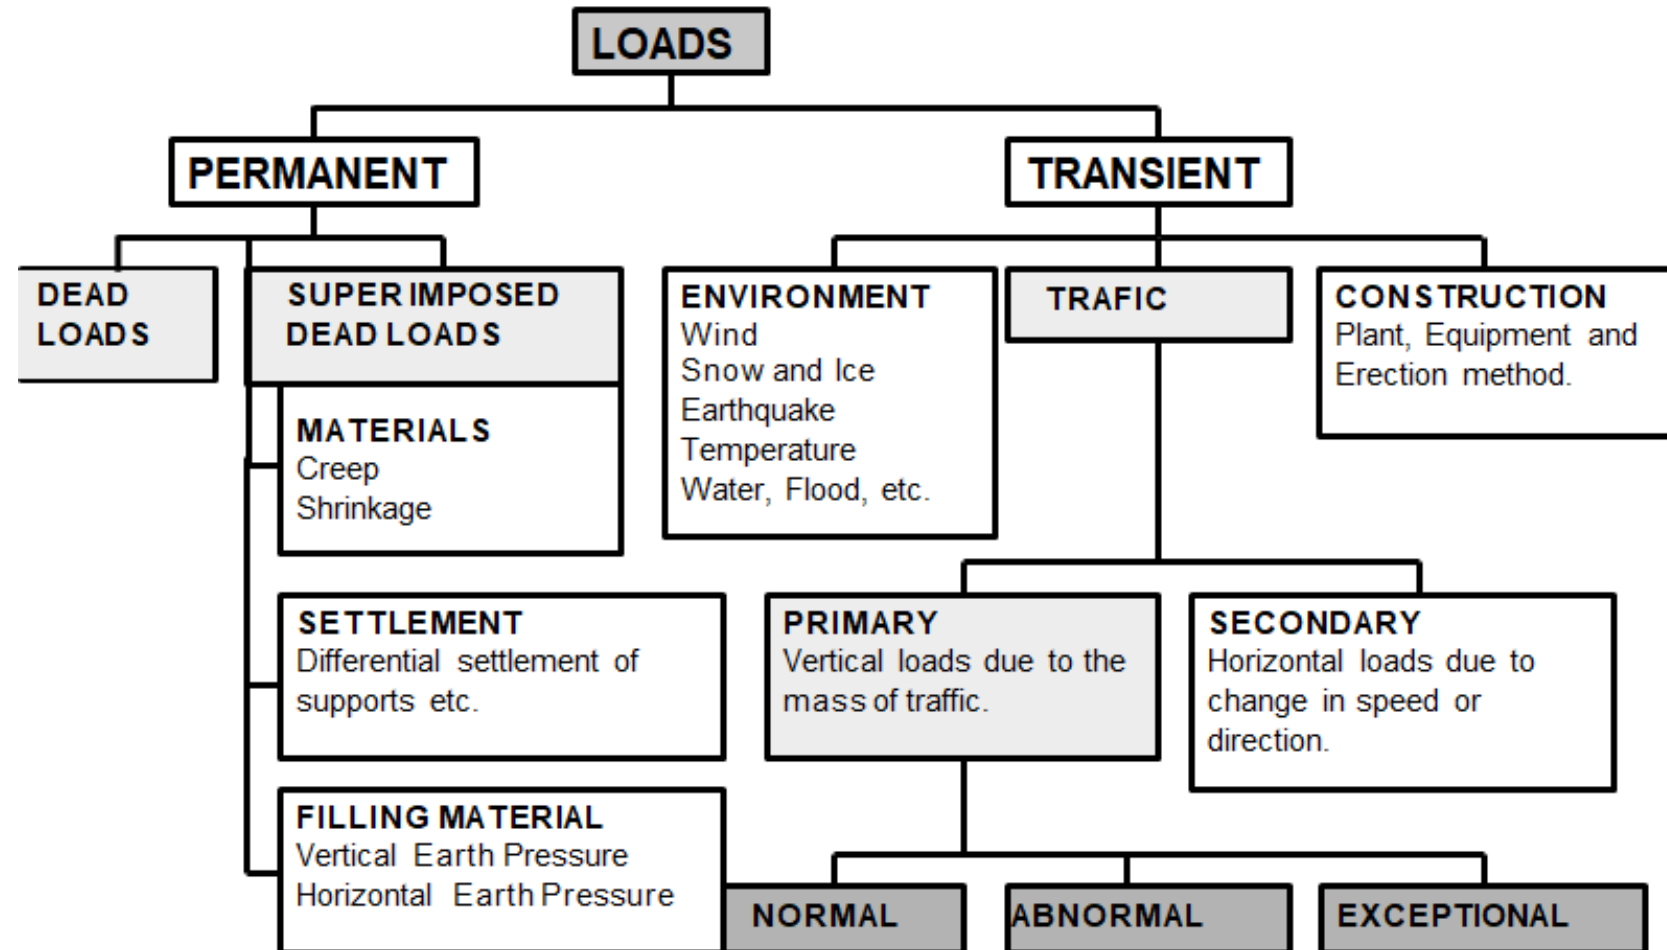 LOADS
PERMANENT
TRANSIENT
DEAD
LOADS
SUPERIMPOSED
DEAD LOADS
MATERIALS
Creep
Shrinkage
SETTLEMENT
Differential settlement of
supports etc.
FILLING MATERIAL
Vertical Earth Pressure
Horizontal Earth Pressure
ENVIRONMENT
Wind
Snow and Ice
Earthquake
Temperature
Water, Flood, etc.
TRAFIC
CONSTRUCTION
Plant, Equipment and
Erection method.
PRIMARY
Vertical loads due to the
mass of traffic.
SECONDARY
Horizontal loads due to
change in speed or
direction.
NORMAL
ABNORMAL
EXCEPTIONAL